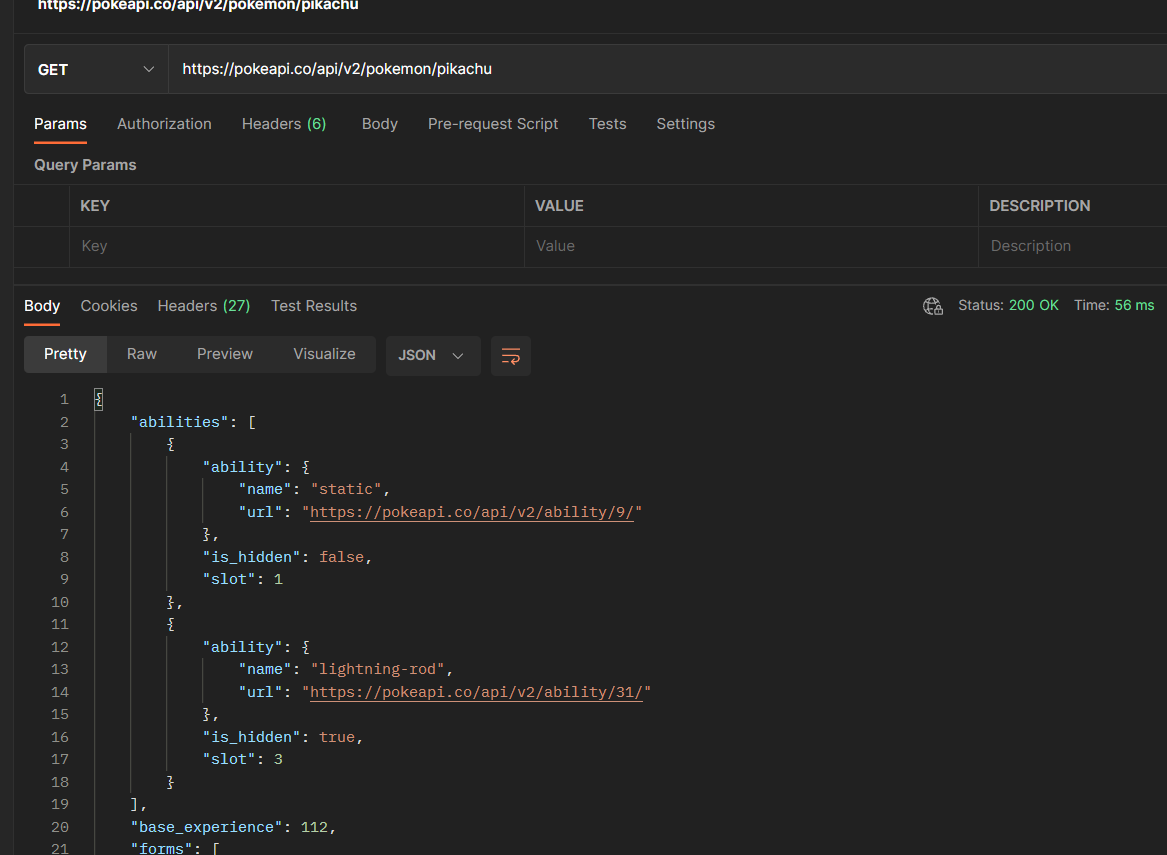 https://pokeapi.co/api/v2/pokemon/pikachu
GET https://pokeapi.co/api/v2/pokemon/pikachu
Params Authorization Headers (6) Body Pre-request Script Tests Settings
Query Params
KEY VALUE DESCRIPTION
Key Value Description
Body Cookies Headers (27) Test Results Status: 200 OK Time: 56 ms
Pretty Raw Preview Visualize JSON
1 {
2 "abilities": [
3 {
4 "ability": {
5 "name": "static",
6 "url": "https://pokeapi.co/api/v2/ability/9/"
7 },
8 "is_hidden": false,
9 "slot": 1
10 },
11 {
12 "ability": {
13 "name": "lightning-rod",
14 "url": "https://pokeapi.co/api/v2/ability/31/"
15 },
16 "is_hidden": true,
17 "slot": 3
18 }
19 ],
20 "base_experience": 112,
21 "forms": [